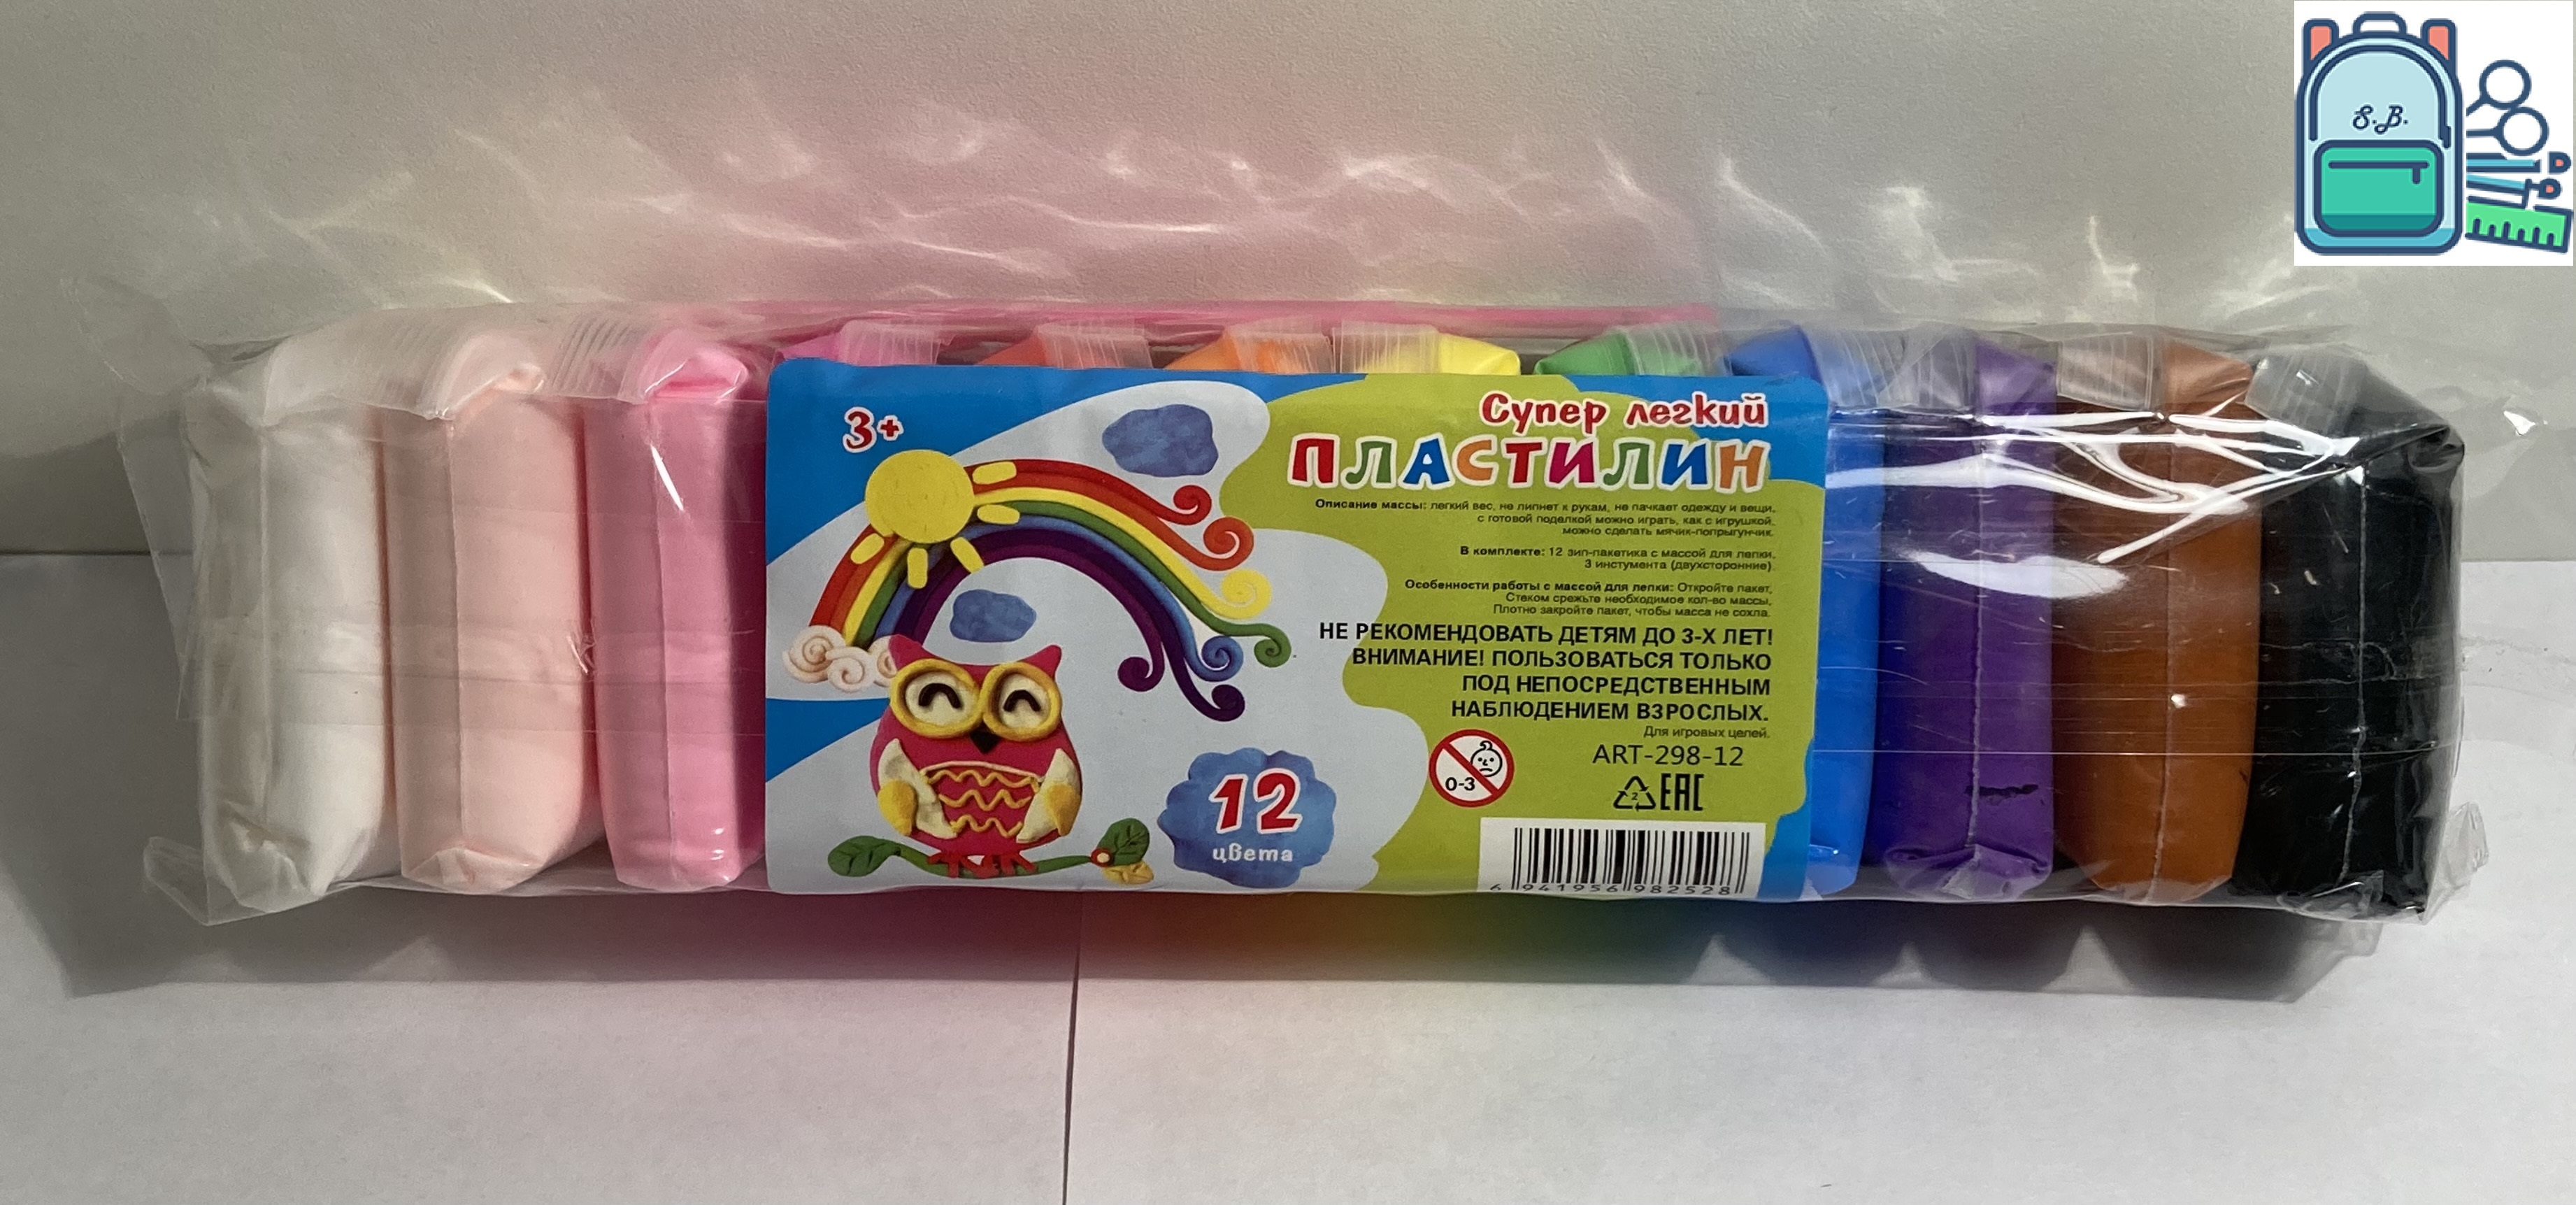 S.B.
3+
Супер легкий
ПЛАСТИЛИН
Описание массы: легкий вес, не липнет к рукам, не пачкает одежду и вещи,
с готовой поделкой можно играть, как с игрушкой,
можно сделать мячик-попрыгунчик.
В комплекте: 12 зип-пакетика с массой для лепки,
3 инстумента (двухсторонние).
Особенности работы с массой для лепки: Откройте пакет,
Стеком срежьте необходимое кол-во массы,
Плотно закройте пакет, чтобы масса не сохла.
НЕ РЕКОМЕНДОВАТЬ ДЕТЯМ ДО 3-Х ЛЕТ!
ВНИМАНИЕ! ПОЛЬЗОВАТЬСЯ ТОЛЬКО
ПОД НЕПОСРЕДСТВЕННЫМ
НАБЛЮДЕНИЕМ ВЗРОСЛЫХ.
Для игровых целей.
0-3
ART-298-12
2 EAC
12
цвета
4 941956 982528